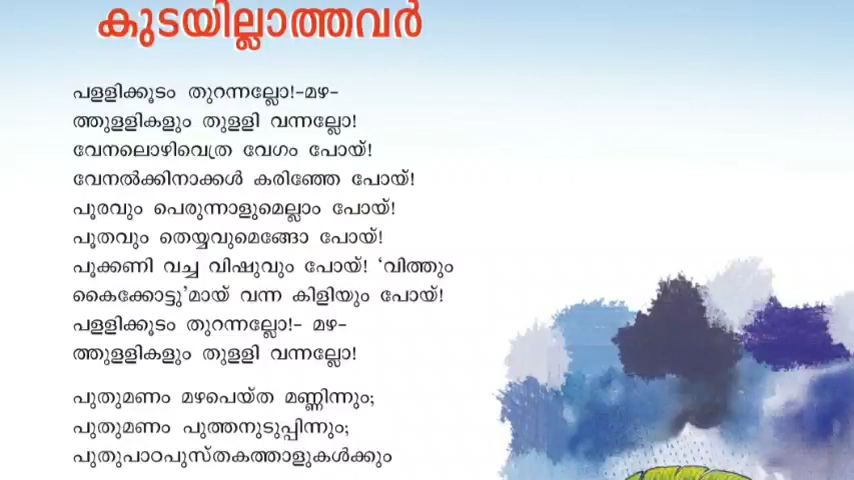 കുടയില്ലാത്തവർ
പള്ളിക്കൂടം തുറന്നല്ലോ!-മഴ-
ത്തുള്ളികളും തുള്ളി വന്നല്ലോ!
വേനലൊഴിവെത്ര വേഗം പോയ്!
വേനൽക്കിനാക്കൾ കരിഞ്ഞേ പോയ്!
പൂരവും പെരുന്നാളുമെല്ലാം പോയ്!
പൂതവും തെയ്യവുമെങ്ങോ പോയ്!
പൂക്കണി വച്ച വിഷുവും പോയ്! ‘വിത്തും
കൈക്കോട്ടു’മായ് വന്ന കിളിയും പോയ്!
പള്ളിക്കൂടം തുറന്നല്ലോ!- മഴ-
ത്തുള്ളികളും തുള്ളി വന്നല്ലോ!
പുതുമണം മഴപെയ്ത മണ്ണിന്നും;
പുതുമണം പുത്തനുടുപ്പിന്നും;
പുതുപാഠപുസ്തകത്താളുകൾക്കും